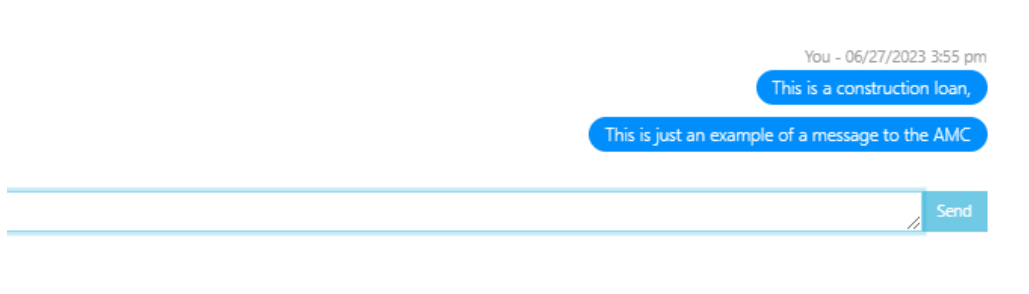 You - 06/27/2023 3:55 pm
This is a construction loan,
This is just an example of a message to the AMC
Send